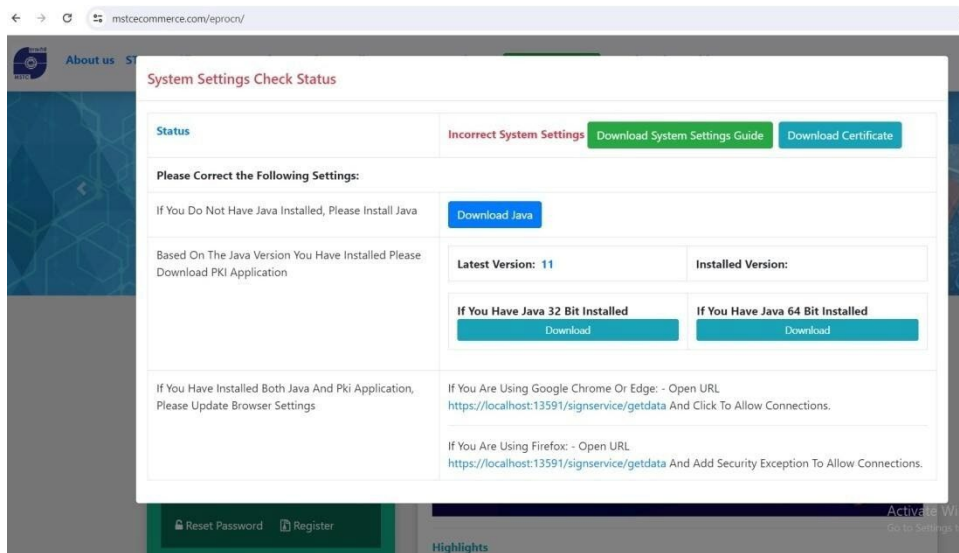 mstcecommerce.com/eprocn/
MSTC
About us
System Settings Check Status
Status
Incorrect System Settings Download System Settings Guide Download Certificate
Please Correct the Following Settings:
If You Do Not Have Java Installed, Please Install Java
Download Java
Based On The Java Version You Have Installed Please
Download PKI Application
Latest Version: 11 Installed Version:
If You Have Java 32 Bit Installed If You Have Java 64 Bit Installed
Download Download
If You Have Installed Both Java And Pki Application,
Please Update Browser Settings
If You Are Using Google Chrome Or Edge: - Open URL
https://localhost:13591/signservice/getdata And Click To Allow Connections.
If You Are Using Firefox: - Open URL
https://localhost:13591/signservice/getdata And Add Security Exception To Allow Connections.
Reset Password Register
Highlights
Activate Wi
Go to Settings t